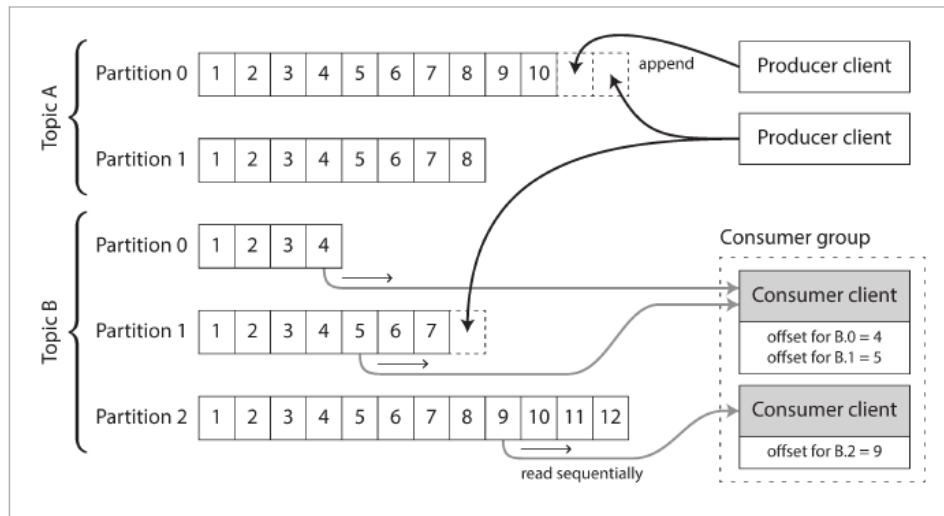 Topic A
Partition 0
1 2 3 4 5 6 7 8 9 10
append
Producer client
Partition 1
1 2 3 4 5 6 7 8
Producer client
Topic B
Partition 0
1 2 3 4
Partition 1
1 2 3 4 5 6 7
Partition 2
1 2 3 4 5 6 7 8 9 10 11 12
read sequentially
Consumer group
Consumer client
offset for B.0 = 4
offset for B.1 = 5
Consumer client
offset for B.2 = 9